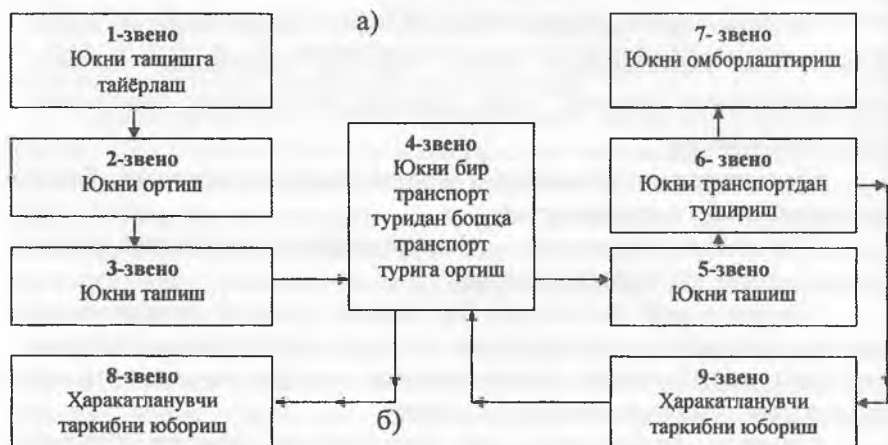 а)
1-звено
Юкни ташишга
тайёрлаш
2-звено
Юкни ортиш
3-звено
Юкни ташиш
4-звено
Юкни бир
транспорт
туридан бошқа
транспорт
турига ортиш
7- звено
Юкни омборлаштириш
6- звено
Юкни транспортдан
тушириш
5-звено
Юкни ташиш
8-звено
Ҳаракатланувчи
таркибни юбориш
б)
9-звено
Ҳаракатланувчи
таркибни юбориш